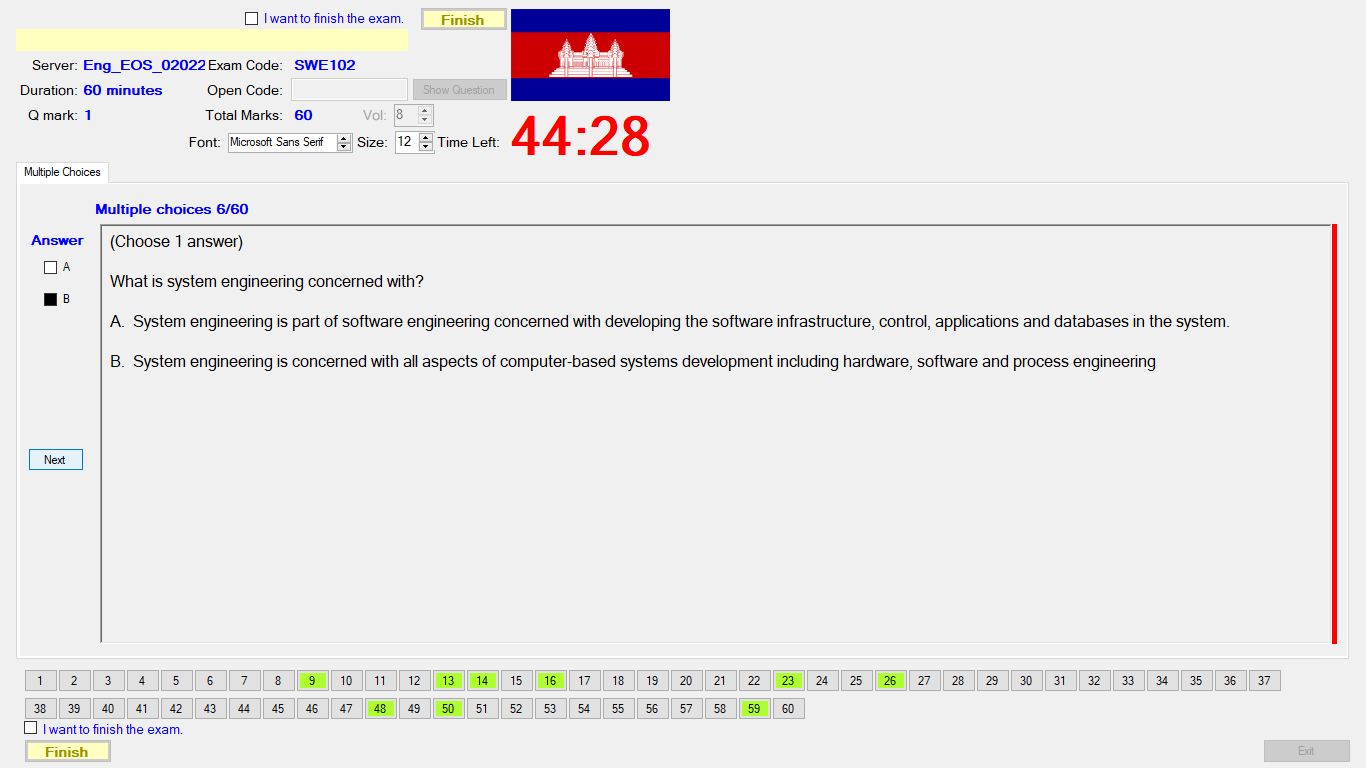 I want to finish the exam. Finish
Server: Eng_EOS_02022 Exam Code: SWE102
Duration: 60 minutes Open Code: Show Question
Q mark: 1 Total Marks: 60 Vol: 8
Font: Microsoft Sans Serif Size: 12 Time Left: 44:28
Multiple Choices
Multiple choices 6/60
Answer
A
B
(Choose 1 answer)
What is system engineering concerned with?
A. System engineering is part of software engineering concerned with developing the software infrastructure, control, applications and databases in the system.
B. System engineering is concerned with all aspects of computer-based systems development including hardware, software and process engineering
Next
1 2 3 4 5 6 7 8 9 10 11 12 13 14 15 16 17 18 19 20 21 22 23 24 25 26 27 28 29 30 31 32 33 34 35 36 37
38 39 40 41 42 43 44 45 46 47 48 49 50 51 52 53 54 55 56 57 58 59 60
I want to finish the exam.
Finish Exit